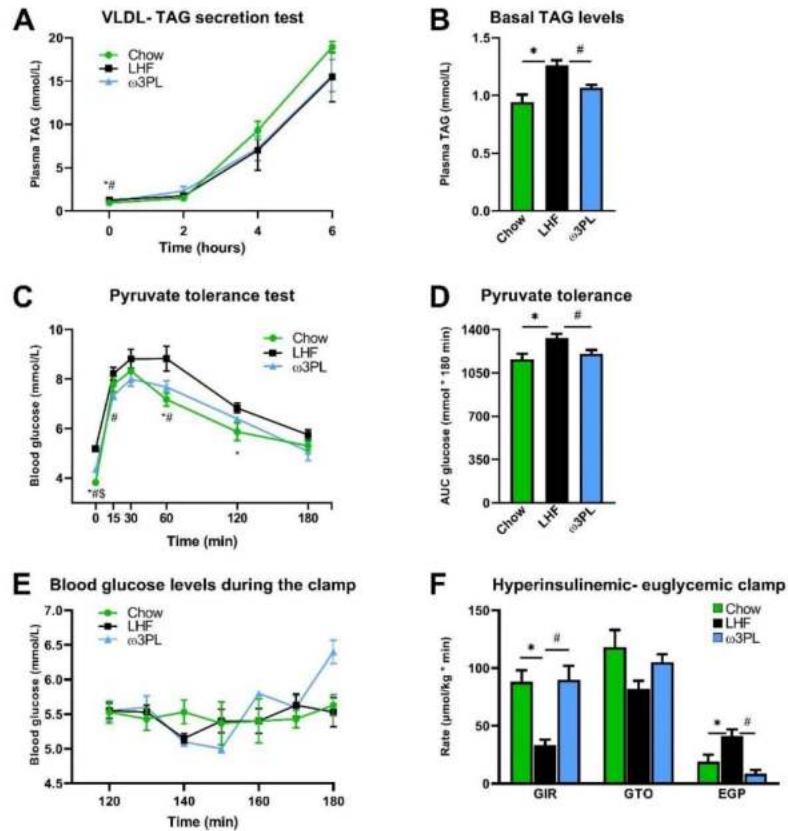 A VLDL- TAG secretion test
Plasma TAG (mmol/L)
20
15
10
5
0
Chow
LHF
ω3PL
*#
0 2 4 6
Time (hours)
B Basal TAG levels
Plasma TAG (mmol/L)
1.5
1.0
0.5
0.0
* #
Chow LHF ω3PL
C Pyruvate tolerance test
Blood glucose (mmol/L)
10
8
6
4
Chow
LHF
ω3PL
#
*#
*
*#$
0 15 30 60 120 180
Time (min)
D Pyruvate tolerance
AUC glucose (mmol * 180 min)
1400
1050
700
350
0
* #
Chow LHF ω3PL
E Blood glucose levels during the clamp
Blood glucose (mmol/L)
7.0
6.5
6.0
5.5
5.0
4.5
Chow
LHF
ω3PL
120 140 160 180
Time (min)
F Hyperinsulinemic- euglycemic clamp
Rate (μmol/kg * min)
150
100
50
0
Chow
LHF
ω3PL
* #
* #
GIR GTO EGP